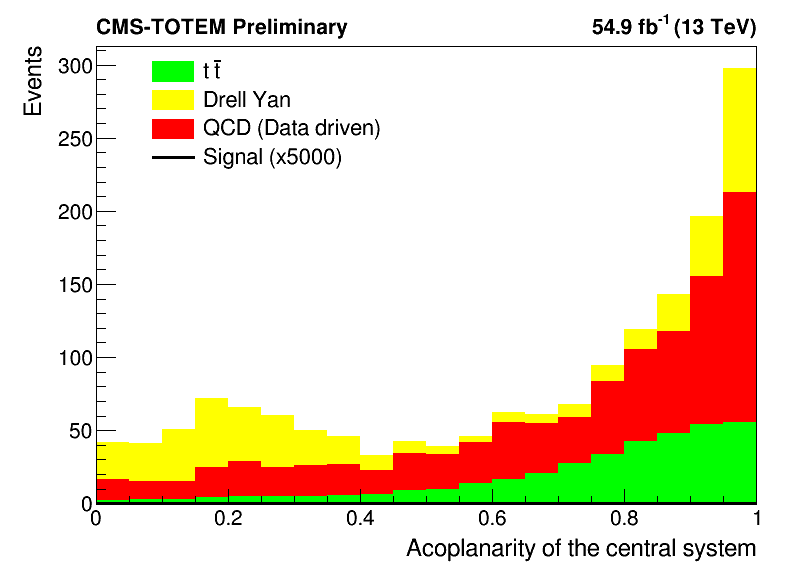 CMS-TOTEM Preliminary
54.9 fb⁻¹ (13 TeV)
Events
t t̄
Drell Yan
QCD (Data driven)
Signal (x5000)
300
250
200
150
100
50
0
0 0.2 0.4 0.6 0.8 1
Acoplanarity of the central system